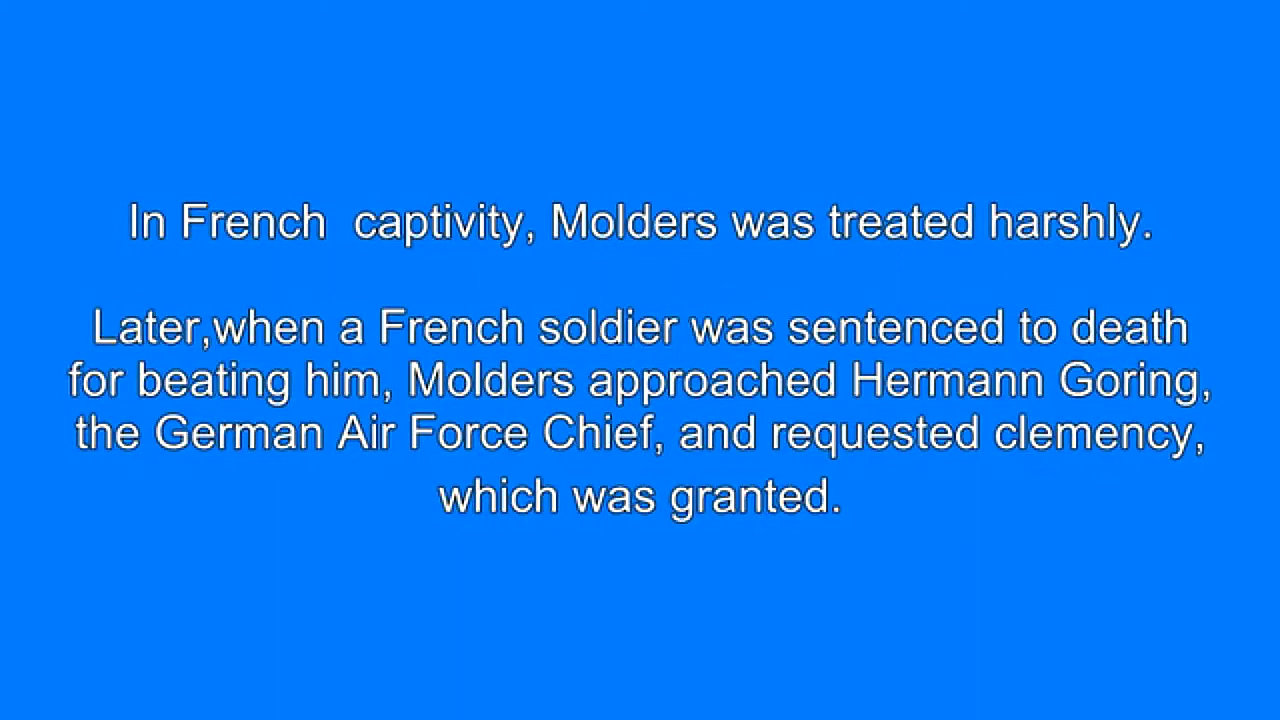 In French  captivity, Molders was treated harshly.
Later,when a French soldier was sentenced to death
for beating him, Molders approached Hermann Goring,
the German Air Force Chief, and requested clemency,
which was granted.